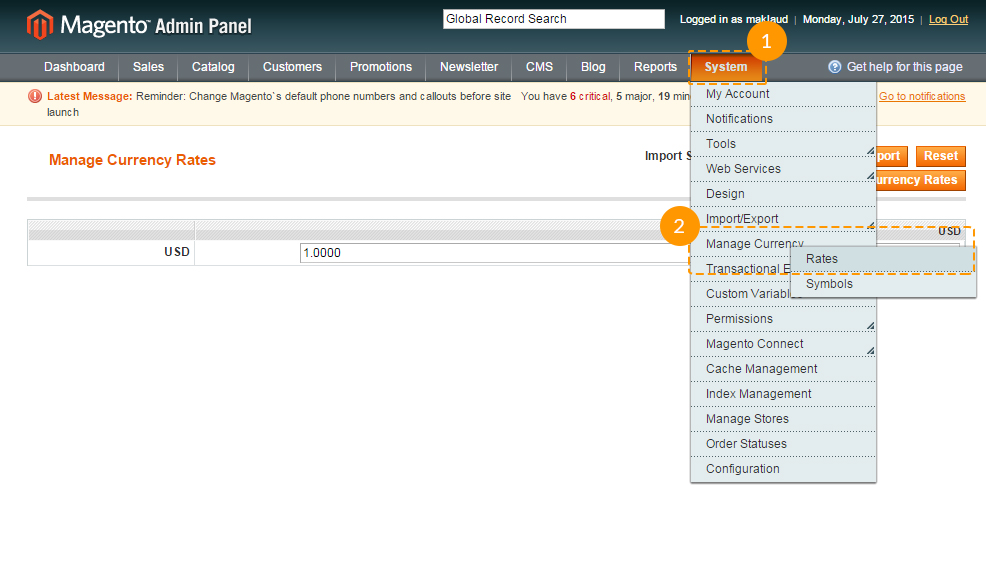 Magento™ Admin Panel
Global Record Search
Logged in as maklaud | Monday, July 27, 2015 | Log Out
1
Dashboard Sales Catalog Customers Promotions Newsletter CMS Blog Reports System Get help for this page
Latest Message: Reminder: Change Magento`s default phone numbers and callouts before site launch
You have 6 critical, 5 major, 19 min
Go to notifications
Manage Currency Rates
Import S
port Reset
urrency Rates
USD
USD 1.0000
My Account
Notifications
Tools
Web Services
Design
Import/Export
2
Manage Currency
Rates
Transactional E
Symbols
Custom Variabl
Permissions
Magento Connect
Cache Management
Index Management
Manage Stores
Order Statuses
Configuration